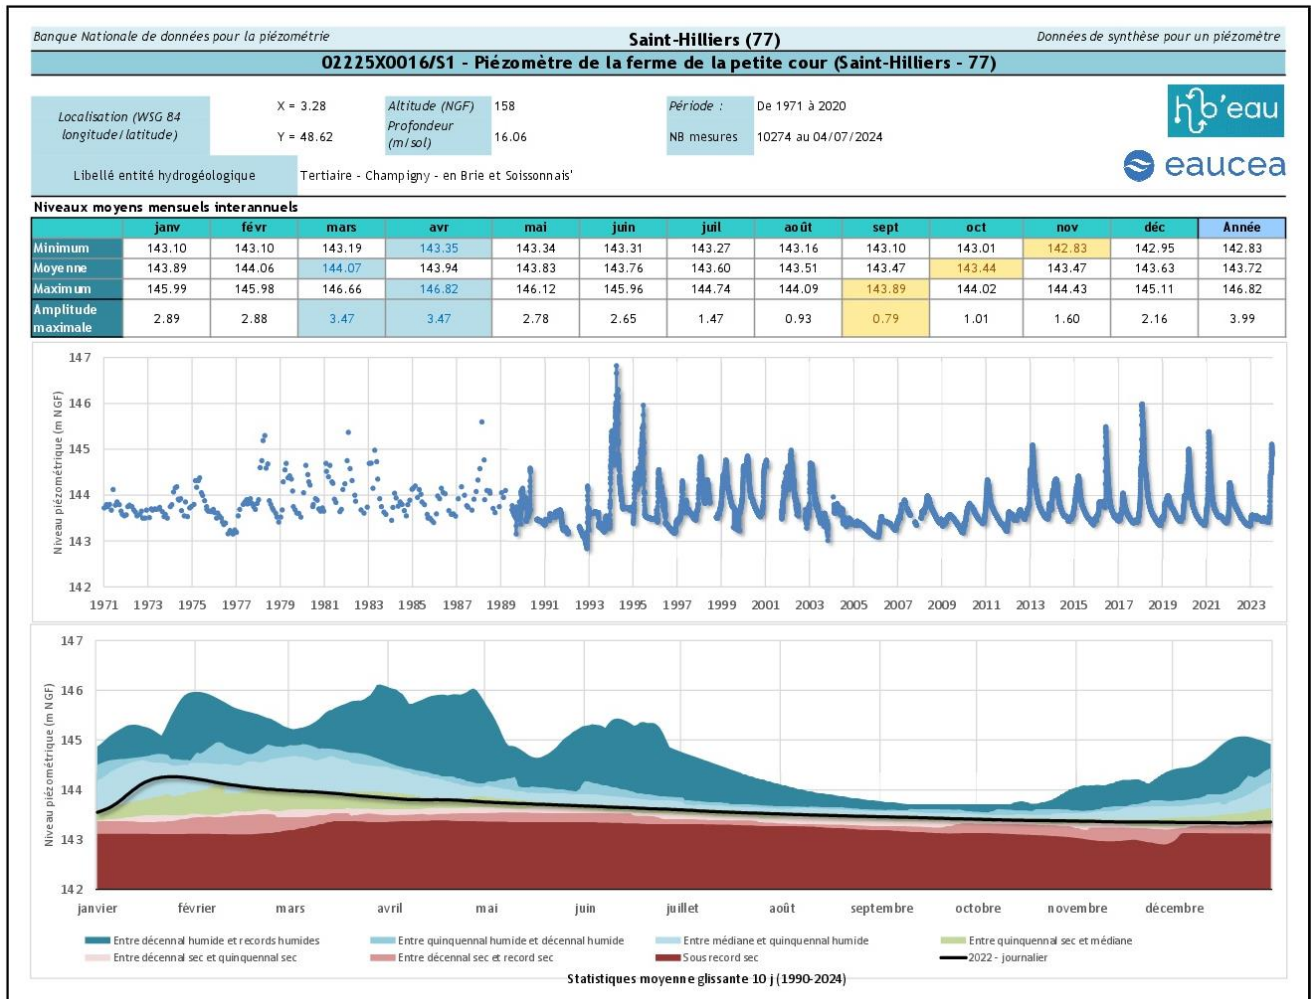 Banque Nationale de données pour la piézométrie
Saint-Hilliers (77)
Données de synthèse pour un piézomètre
02225X0016/S1 - Piézomètre de la ferme de la petite cour (Saint-Hilliers - 77)
Localisation (WSG 84 longitude/latitude)
X = 3.28
Y = 48.62
Altitude (NGF) 158
Profondeur (m/sol) 16.06
Période : De 1971 à 2020
NB mesures 10274 au 04/07/2024
hyb'eau
eaucea
Libellé entité hydrogéologique Tertiaire - Champigny - en Brie et Soissonnais'
Niveaux moyens mensuels interannuels
janv févr mars avr mai juin juil août sept oct nov déc Année
Minimum 143.10 143.10 143.19 143.35 143.34 143.31 143.27 143.16 143.10 143.01 142.83 142.95 142.83
Moyenne 143.89 144.06 144.07 143.94 143.83 143.76 143.60 143.51 143.47 143.44 143.47 143.63 143.72
Maximum 145.99 145.98 146.66 146.82 146.12 145.96 144.74 144.09 143.89 144.02 144.43 145.11 146.82
Amplitude maximale 2.89 2.88 3.47 3.47 2.78 2.65 1.47 0.93 0.79 1.01 1.60 2.16 3.99
Niveau piézométrique (m NGF)
147
146
145
144
143
142
1971 1973 1975 1977 1979 1981 1983 1985 1987 1989 1991 1993 1995 1997 1999 2001 2003 2005 2007 2009 2011 2013 2015 2017 2019 2021 2023
Niveau piézométrique (m NGF)
147
146
145
144
143
142
janvier février mars avril mai juin juillet août septembre octobre novembre décembre
Entre décennal humide et records humides
Entre quinquennal humide et décennal humide
Entre médiane et quinquennal humide
Entre quinquennal sec et médiane
Entre décennal sec et quinquennal sec
Entre décennal sec et record sec
Sous record sec
2022 - journalier
Statistiques moyenne glissante 10 j (1990-2024)